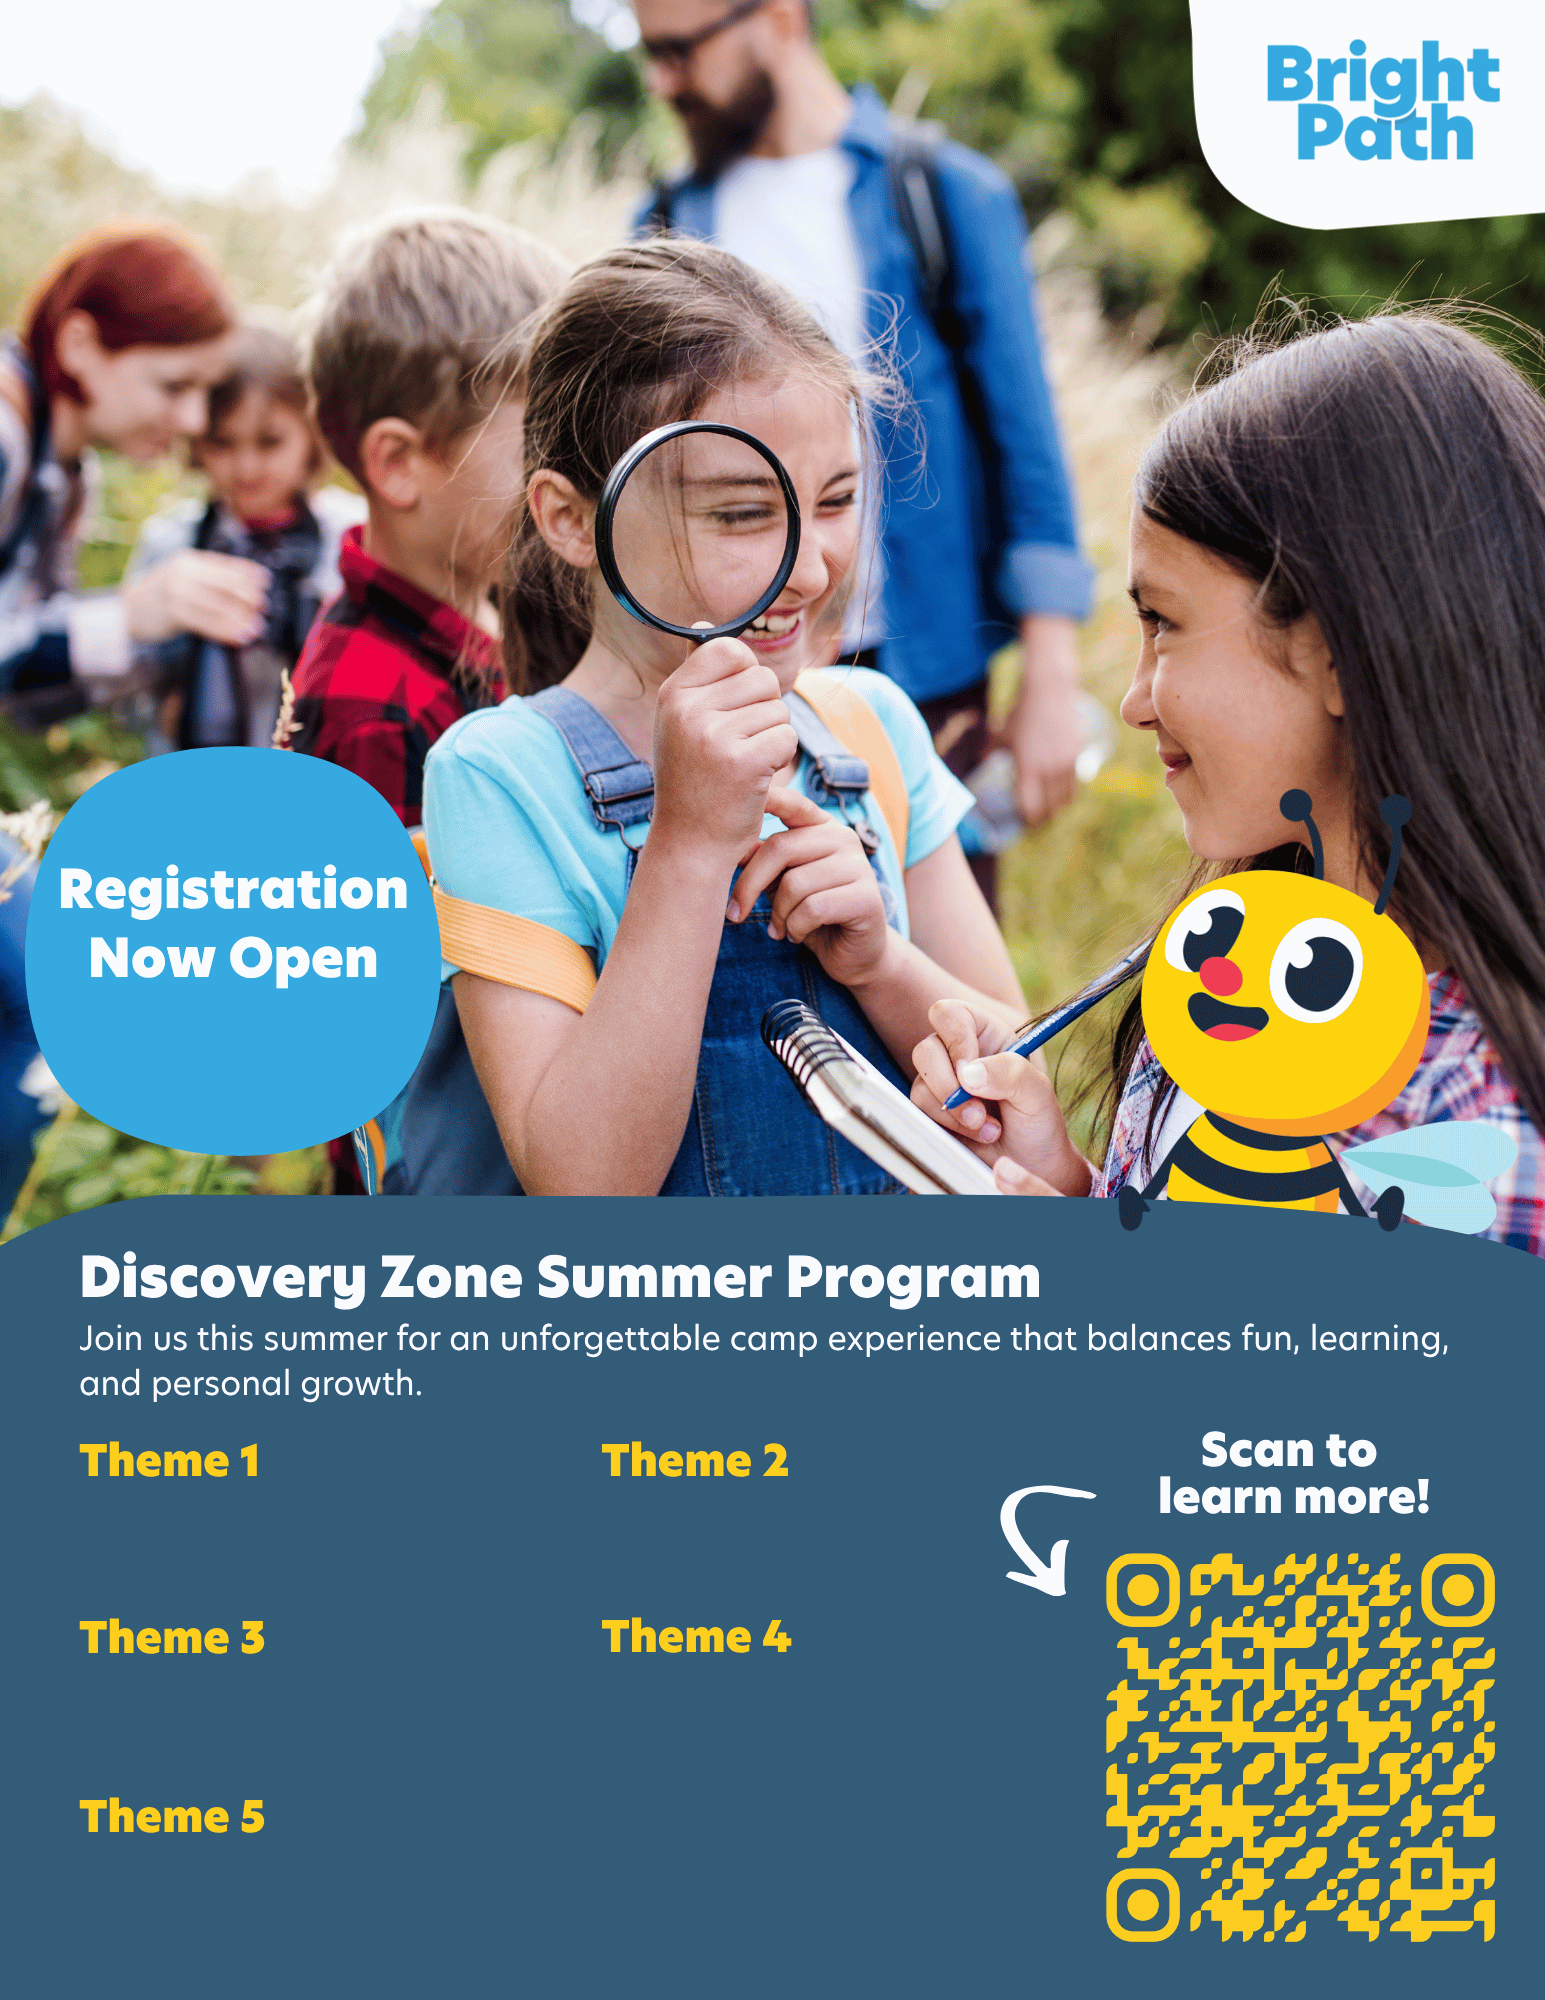 Bright
Path
Registration
Now Open
Discovery Zone Summer Program
Join us this summer for an unforgettable camp experience that balances fun, learning,
and personal growth.
Theme 1
Theme 2
Scan to
learn more!
Theme 3
Theme 4
Theme 5